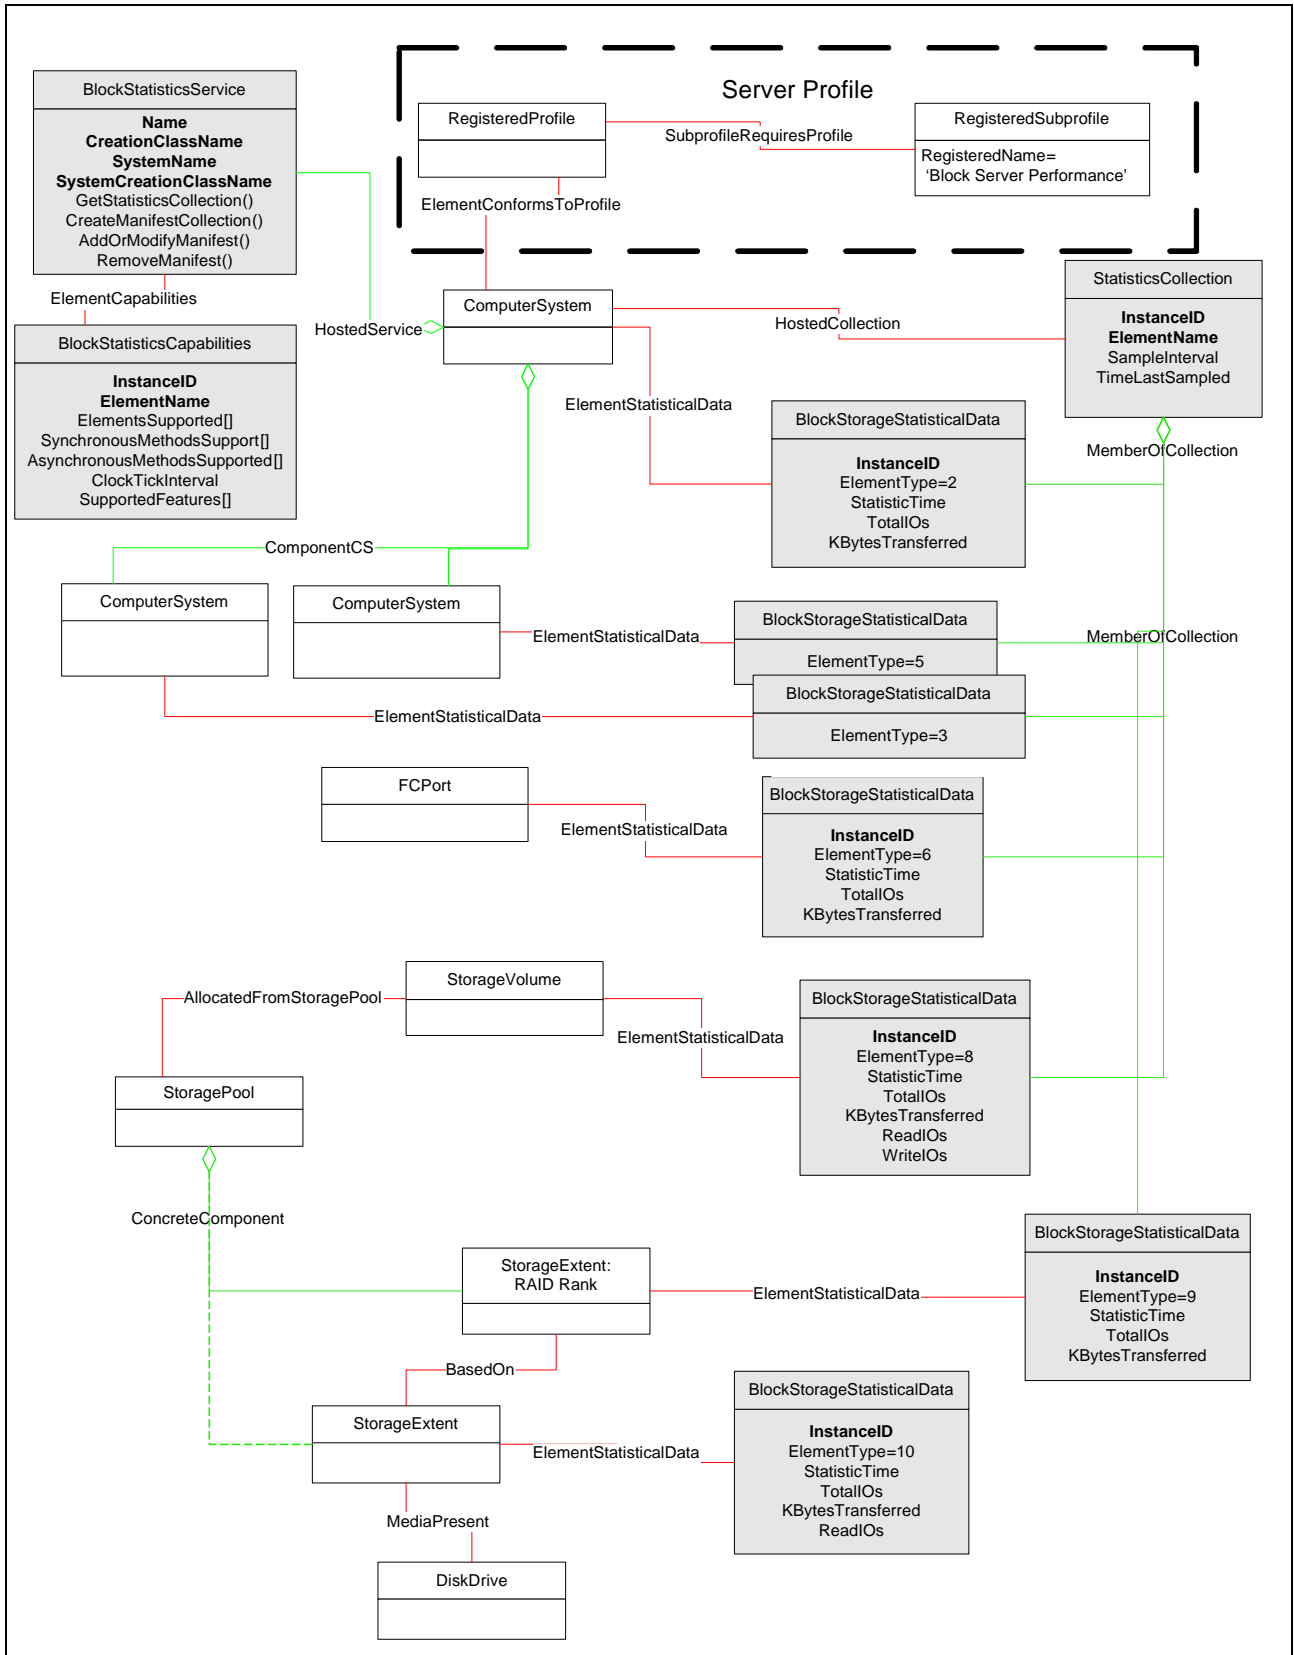 Server Profile
BlockStatisticsService
Name
CreationClassName
SystemName
SystemCreationClassName
GetStatisticsCollection()
CreateManifestCollection()
AddOrModifyManifest()
RemoveManifest()
RegisteredProfile
SubprofileRequiresProfile
RegisteredSubprofile
RegisteredName=
'Block Server Performance'
ElementConformsToProfile
ElementCapabilities
BlockStatisticsCapabilities
InstanceID
ElementName
ElementsSupported[]
SynchronousMethodsSupport[]
AsynchronousMethodsSupported[]
ClockTickInterval
SupportedFeatures[]
HostedService
ComputerSystem
HostedCollection
StatisticsCollection
InstanceID
ElementName
SampleInterval
TimeLastSampled
ElementStatisticalData
BlockStorageStatisticalData
InstanceID
ElementType=2
StatisticTime
TotalIOs
KBytesTransferred
MemberOfCollection
ComponentCS
ComputerSystem
ComputerSystem
ElementStatisticalData
BlockStorageStatisticalData
ElementType=5
MemberOfCollection
ElementStatisticalData
BlockStorageStatisticalData
ElementType=3
FCPort
ElementStatisticalData
BlockStorageStatisticalData
InstanceID
ElementType=6
StatisticTime
TotalIOs
KBytesTransferred
AllocatedFromStoragePool
StorageVolume
ElementStatisticalData
BlockStorageStatisticalData
InstanceID
ElementType=8
StatisticTime
TotalIOs
KBytesTransferred
ReadIOs
WriteIOs
StoragePool
ConcreteComponent
StorageExtent:
RAID Rank
ElementStatisticalData
BlockStorageStatisticalData
InstanceID
ElementType=9
StatisticTime
TotalIOs
KBytesTransferred
BasedOn
StorageExtent
ElementStatisticalData
BlockStorageStatisticalData
InstanceID
ElementType=10
StatisticTime
TotalIOs
KBytesTransferred
ReadIOs
MediaPresent
DiskDrive